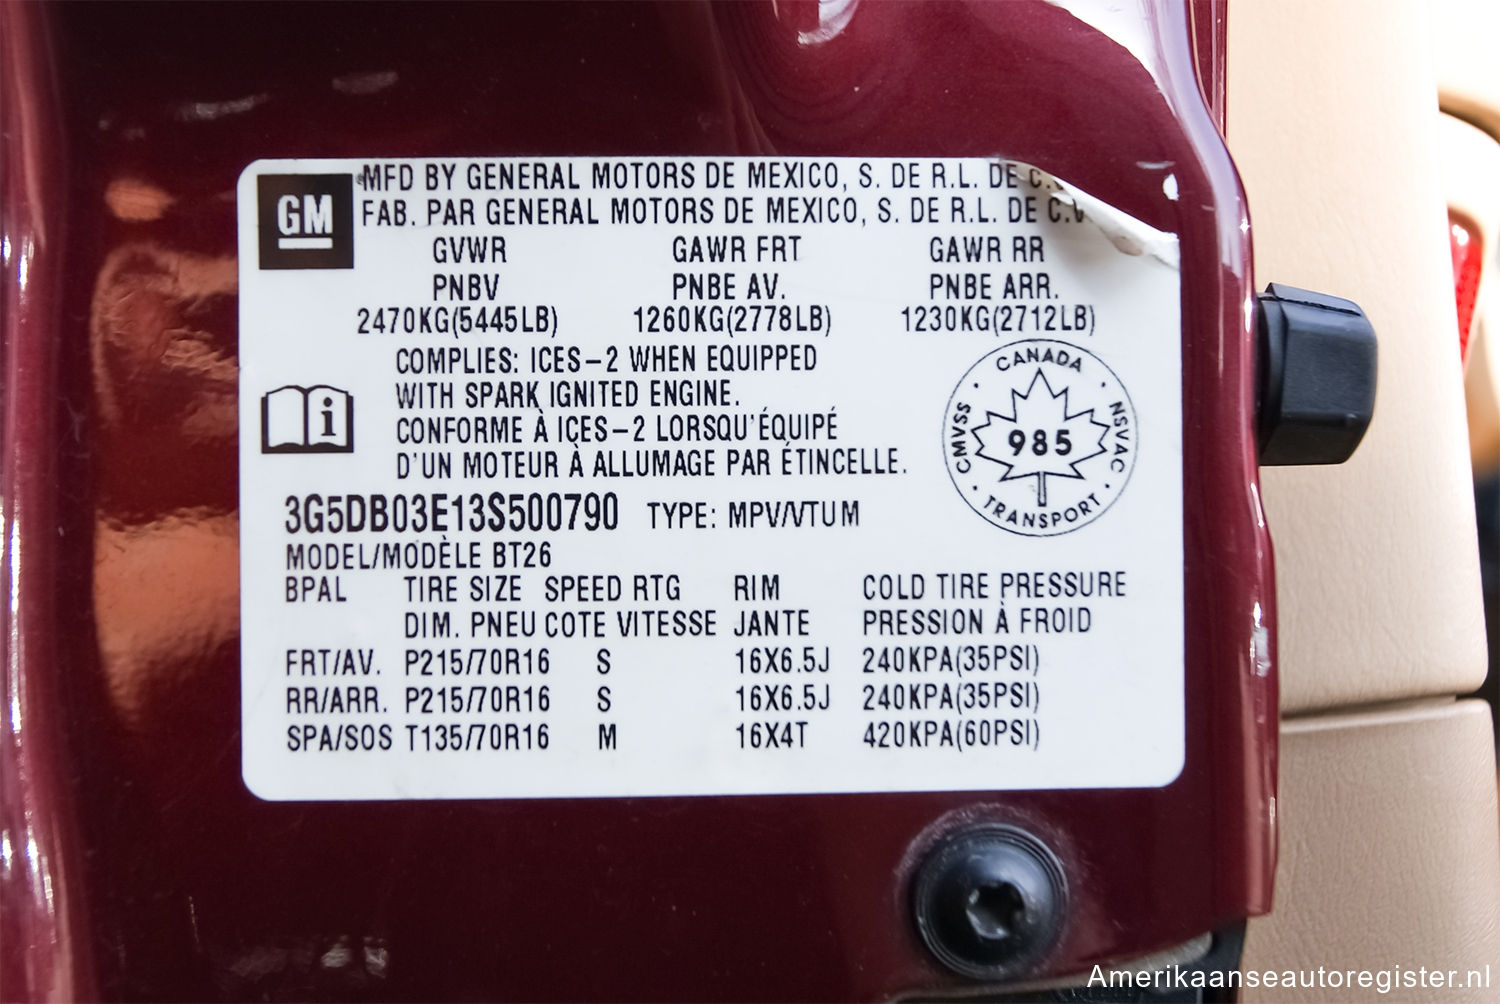 GM
MFD BY GENERAL MOTORS DE MEXICO, S. DE R.L. DE C.
FAB. PAR GENERAL MOTORS DE MEXICO, S. DE R.L. DE C.V
GVWR GAWR FRT GAWR RR
PNBV PNBE AV. PNBE ARR.
2470KG(5445LB) 1260KG(2778LB) 1230KG(2712LB)
COMPLIES: ICES-2 WHEN EQUIPPED
WITH SPARK IGNITED ENGINE.
CONFORME À ICES-2 LORSQU'ÉQUIPÉ
D'UN MOTEUR À ALLUMAGE PAR ÉTINCELLE.
CANADA
CMVSS · NSVAC
985
· TRANSPORT ·
3G5DB03E13S500790 TYPE: MPV/VTUM
MODEL/MODÈLE BT26
BPAL TIRE SIZE SPEED RTG RIM COLD TIRE PRESSURE
DIM. PNEU COTE VITESSE JANTE PRESSION À FROID
FRT/AV. P215/70R16 S 16X6.5J 240KPA(35PSI)
RR/ARR. P215/70R16 S 16X6.5J 240KPA(35PSI)
SPA/SOS T135/70R16 M 16X4T 420KPA(60PSI)
Amerikaanseautoregister.nl